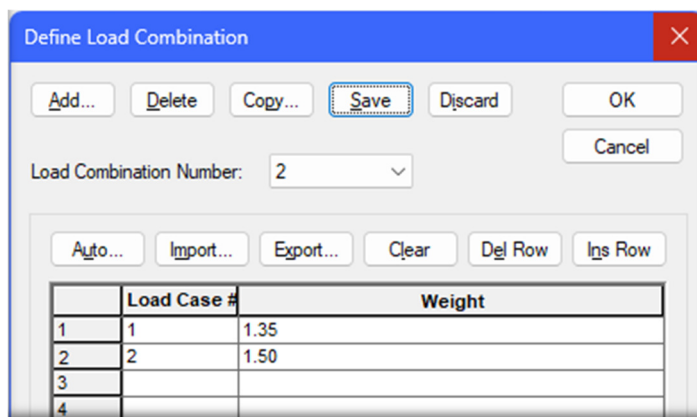 Define Load Combination
Add... Delete Copy... Save Discard OK
Cancel
Load Combination Number: 2
Auto... Import... Export... Clear Del Row Ins Row
Load Case # Weight
1 1 1.35
2 2 1.50
3
4